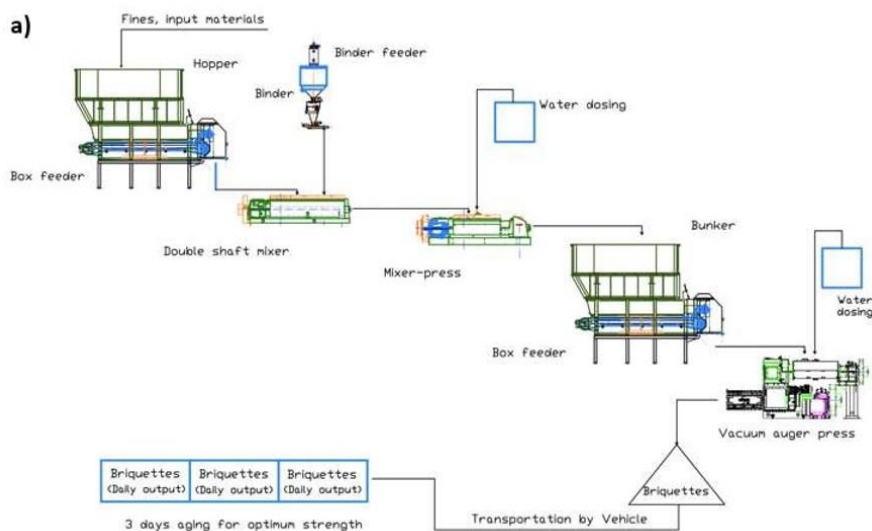 a)
Fines, input materials
Hopper
Binder feeder
Binder
Water dosing
Box feeder
Double shaft mixer
Mixer-press
Bunker
Water
dosing
Box feeder
Vacuum auger press
Briquettes
(Daily output)
Briquettes
(Daily output)
Briquettes
(Daily output)
Briquettes
Transportation by Vehicle
3 days aging for optimum strength